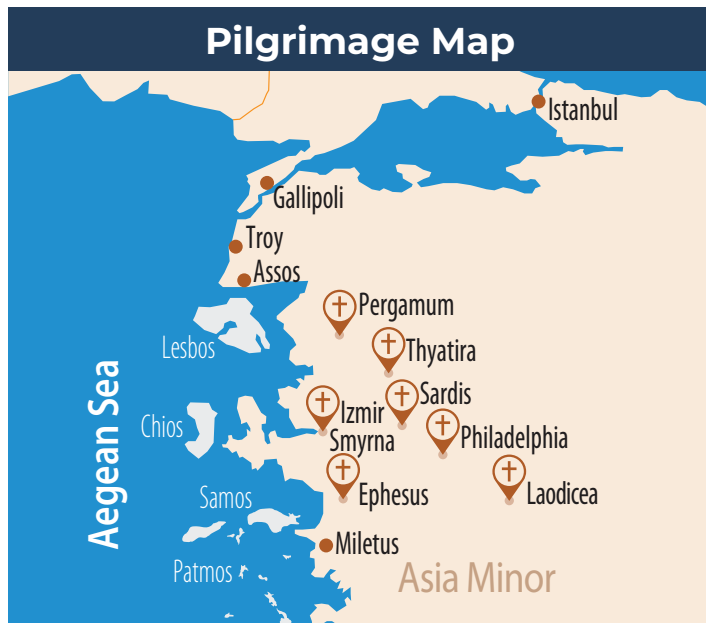 Pilgrimage Map
Istanbul
Gallipoli
Troy
Assos
Pergamum
Lesbos
Thyatira
Sardis
Izmir
Smyrna
Chios
Philadelphia
Aegean Sea
Ephesus
Laodicea
Samos
Miletus
Patmos
Asia Minor